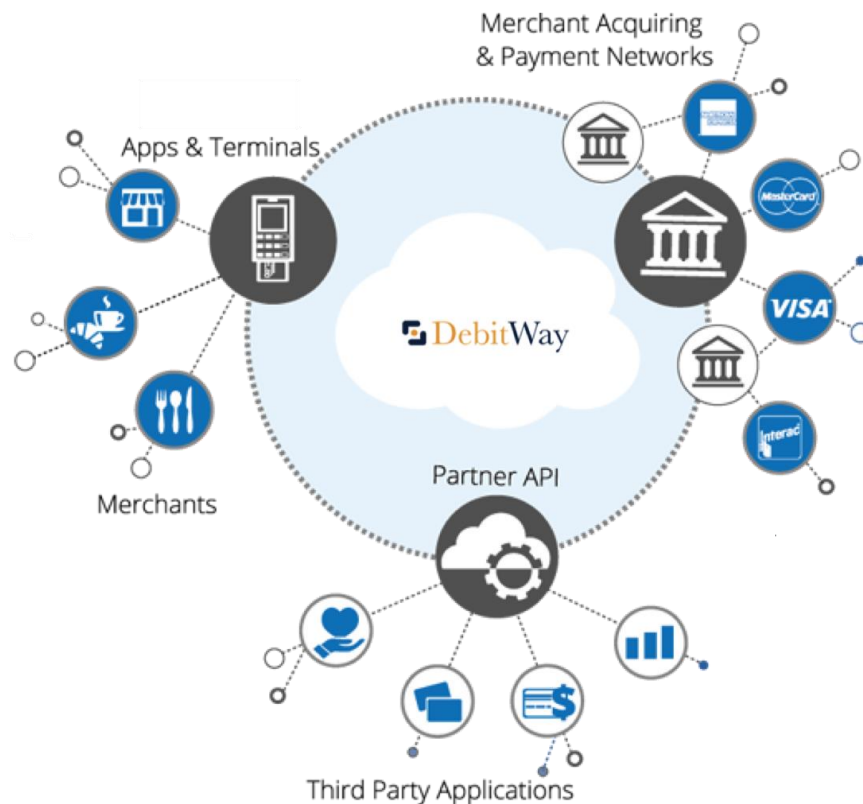 Merchant Acquiring
& Payment Networks
Apps & Terminals
MasterCard
VISA
DebitWay
Interac
Partner API
Merchants
Third Party Applications